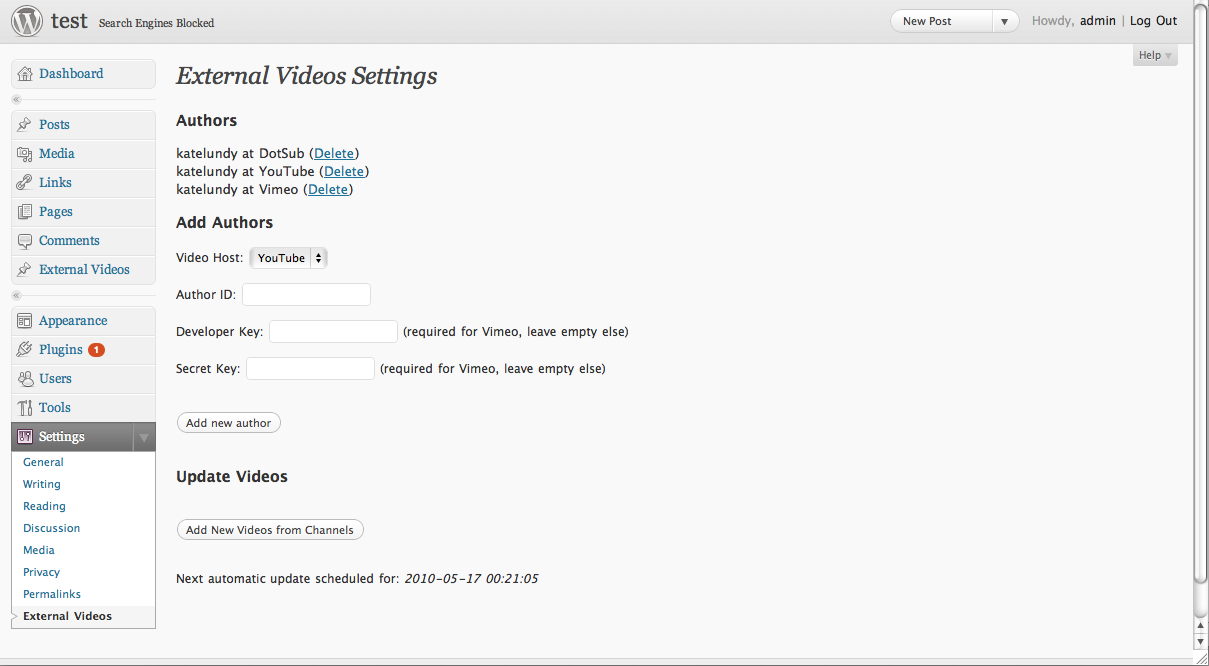 test Search Engines Blocked
New Post
Howdy, admin | Log Out
Help
Dashboard
Posts
Media
Links
Pages
Comments
External Videos
Appearance
Plugins 1
Users
Tools
Settings
General
Writing
Reading
Discussion
Media
Privacy
Permalinks
External Videos
External Videos Settings
Authors
katelundy at DotSub (Delete)
katelundy at YouTube (Delete)
katelundy at Vimeo (Delete)
Add Authors
Video Host: YouTube
Author ID:
Developer Key: (required for Vimeo, leave empty else)
Secret Key: (required for Vimeo, leave empty else)
Add new author
Update Videos
Add New Videos from Channels
Next automatic update scheduled for: 2010-05-17 00:21:05